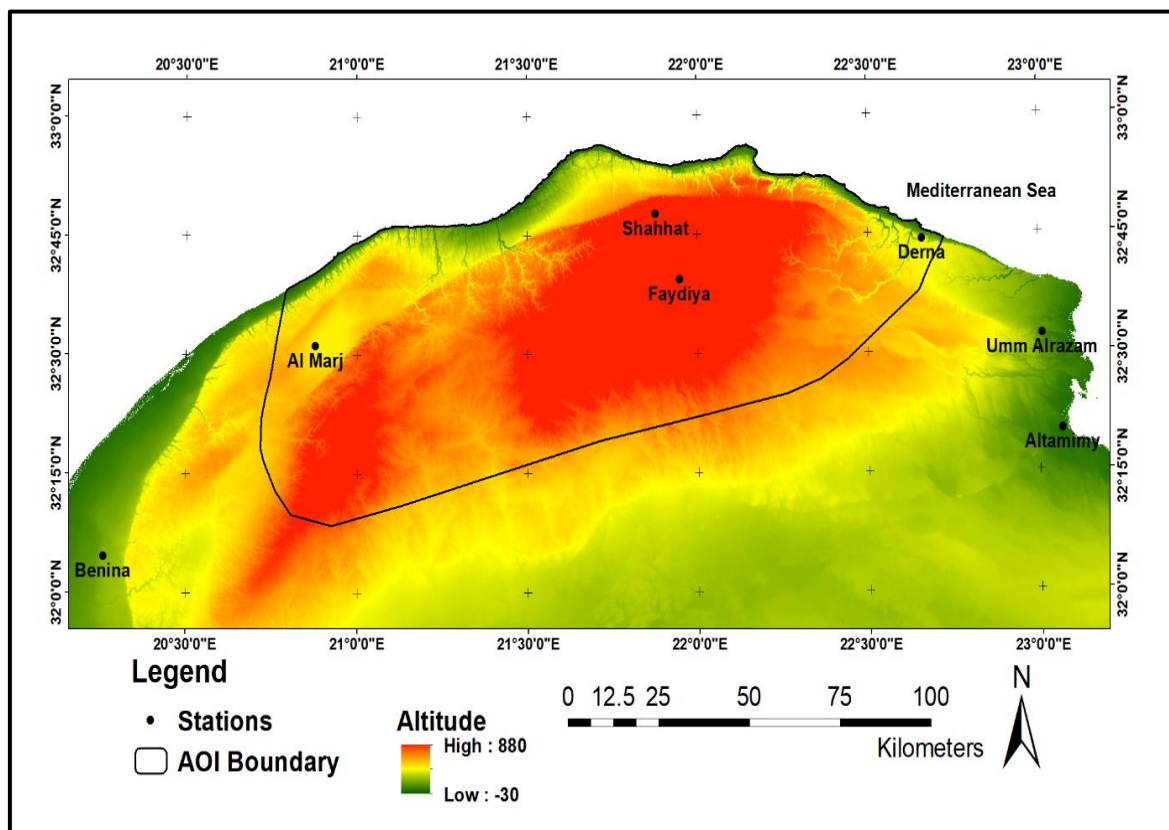 20°30'0"E 21°0'0"E 21°30'0"E 22°0'0"E 22°30'0"E 23°0'0"E
33°0'0"N 33°0'0"N
Mediterranean Sea
32°45'0"N 32°45'0"N
Shahhat
Derna
Faydiya
Umm Alrazam
32°30'0"N 32°30'0"N
Al Marj
Altamimy
32°15'0"N 32°15'0"N
Benina
32°0'0"N 32°0'0"N
20°30'0"E 21°0'0"E 21°30'0"E 22°0'0"E 22°30'0"E 23°0'0"E
Legend
Stations
AOI Boundary
Altitude
High : 880
Low : -30
0 12.5 25 50 75 100
Kilometers
N